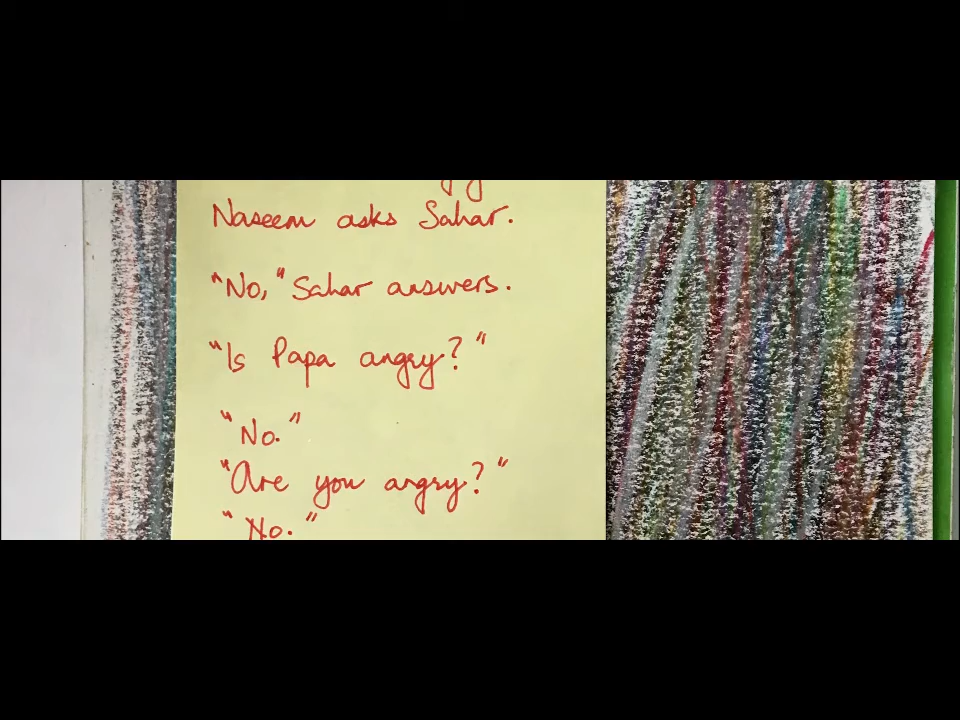 Naseem asks Sahar.
"No," Sahar answers.
"Is Papa angry?"
"No."
"Are you angry?"
"No."